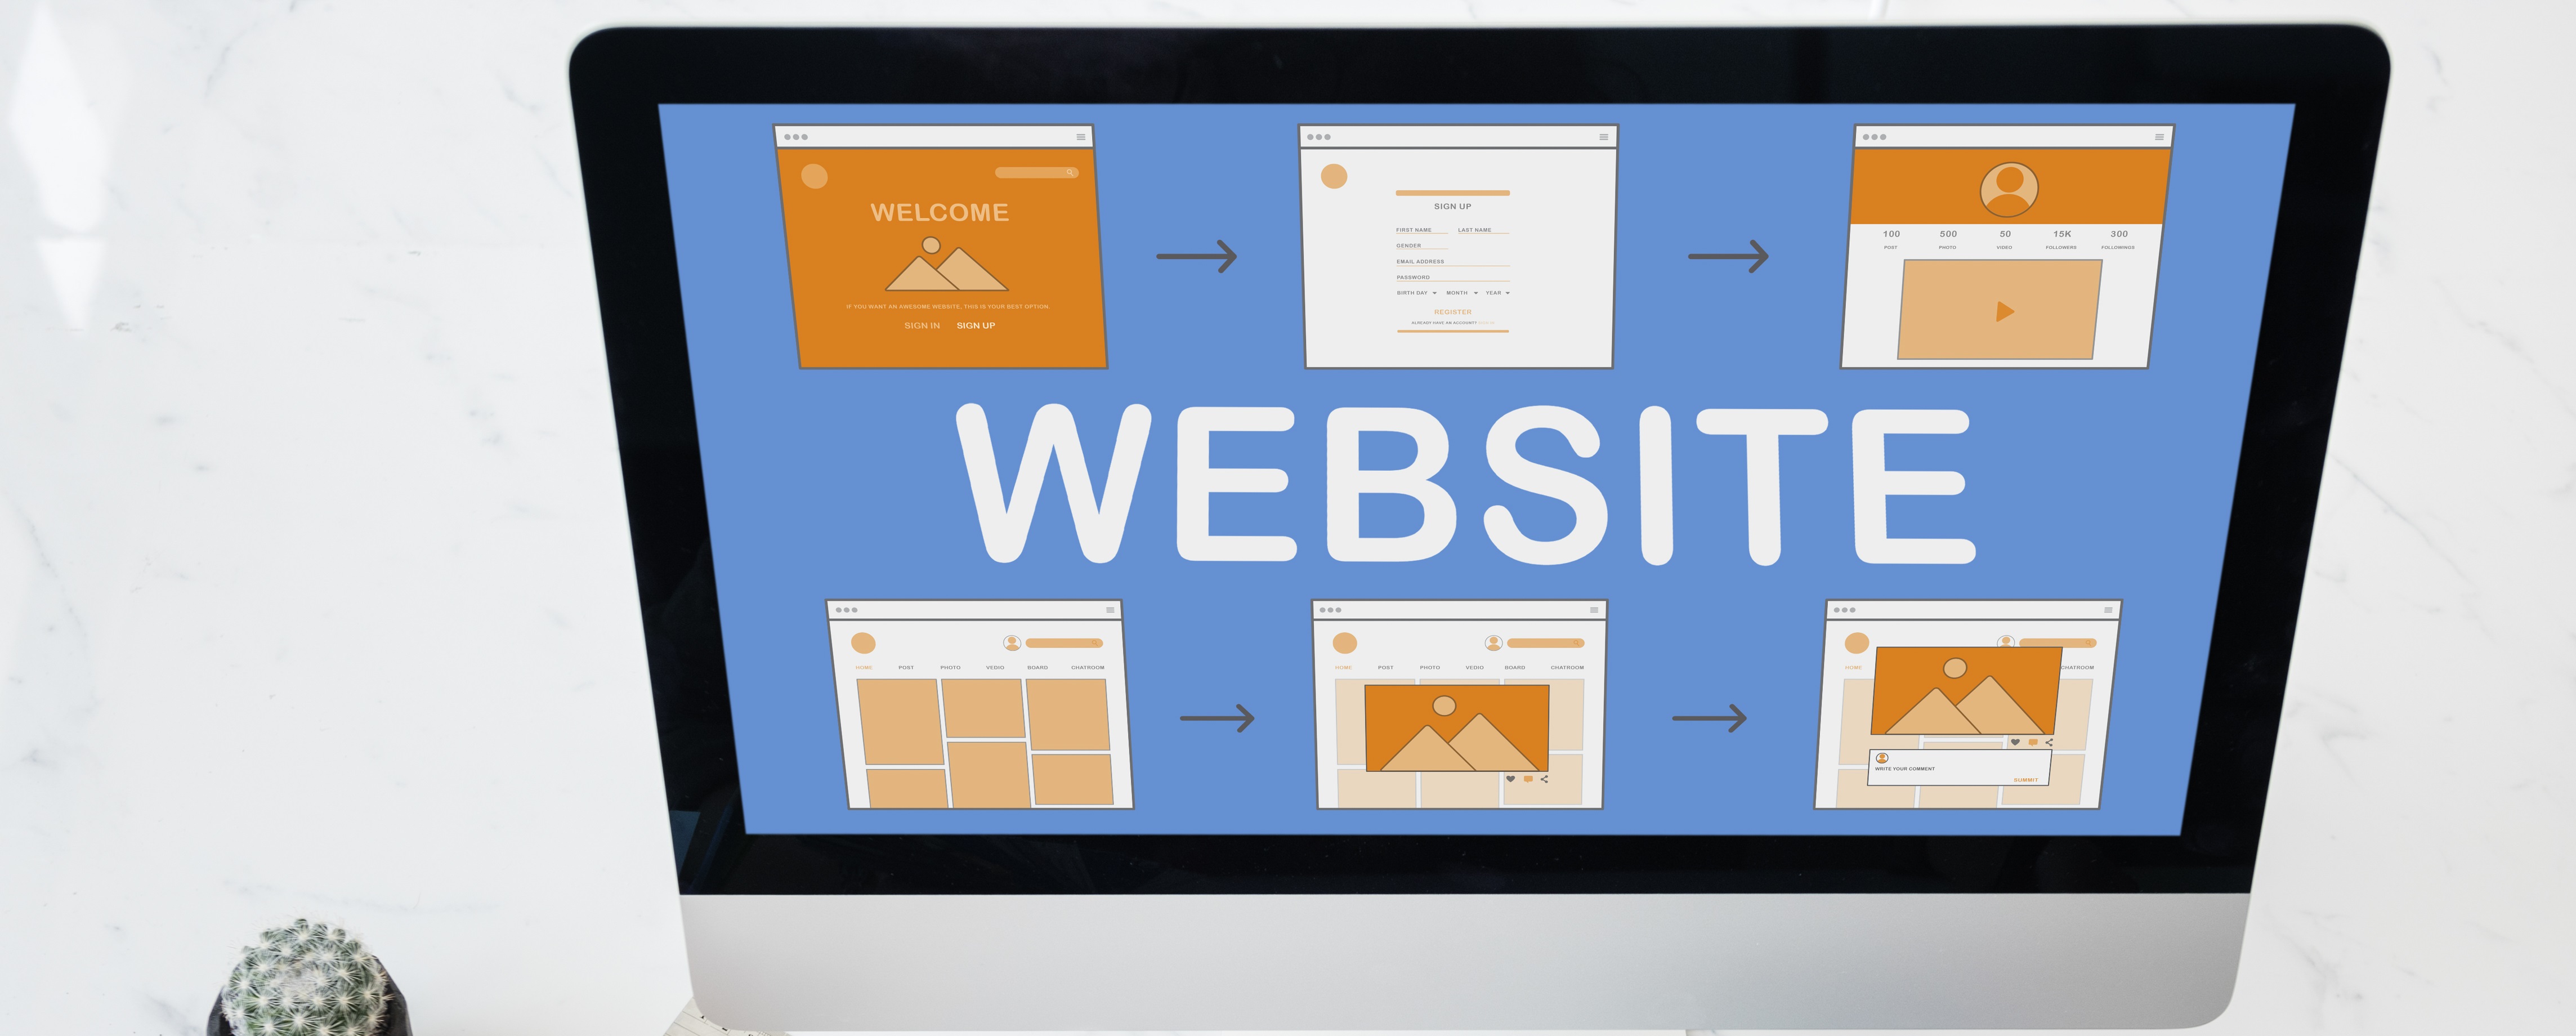 WELCOME
IF YOU WANT AN AWESOME WEBSITE, THIS IS YOUR BEST OPTION.
SIGN IN SIGN UP
SIGN UP
FIRST NAME LAST NAME
GENDER
EMAIL ADDRESS
PASSWORD
BIRTH DAY MONTH YEAR
REGISTER
ALREADY HAVE AN ACCOUNT?
100 500 50 15K 300
POST PHOTO VIDEO FOLLOWERS FOLLOWINGS
WEBSITE
HOME POST PHOTO VEDIO BOARD CHATROOM
HOME POST PHOTO VEDIO BOARD CHATROOM
HOME CHATROOM
WRITE YOUR COMMENT
SUMMIT